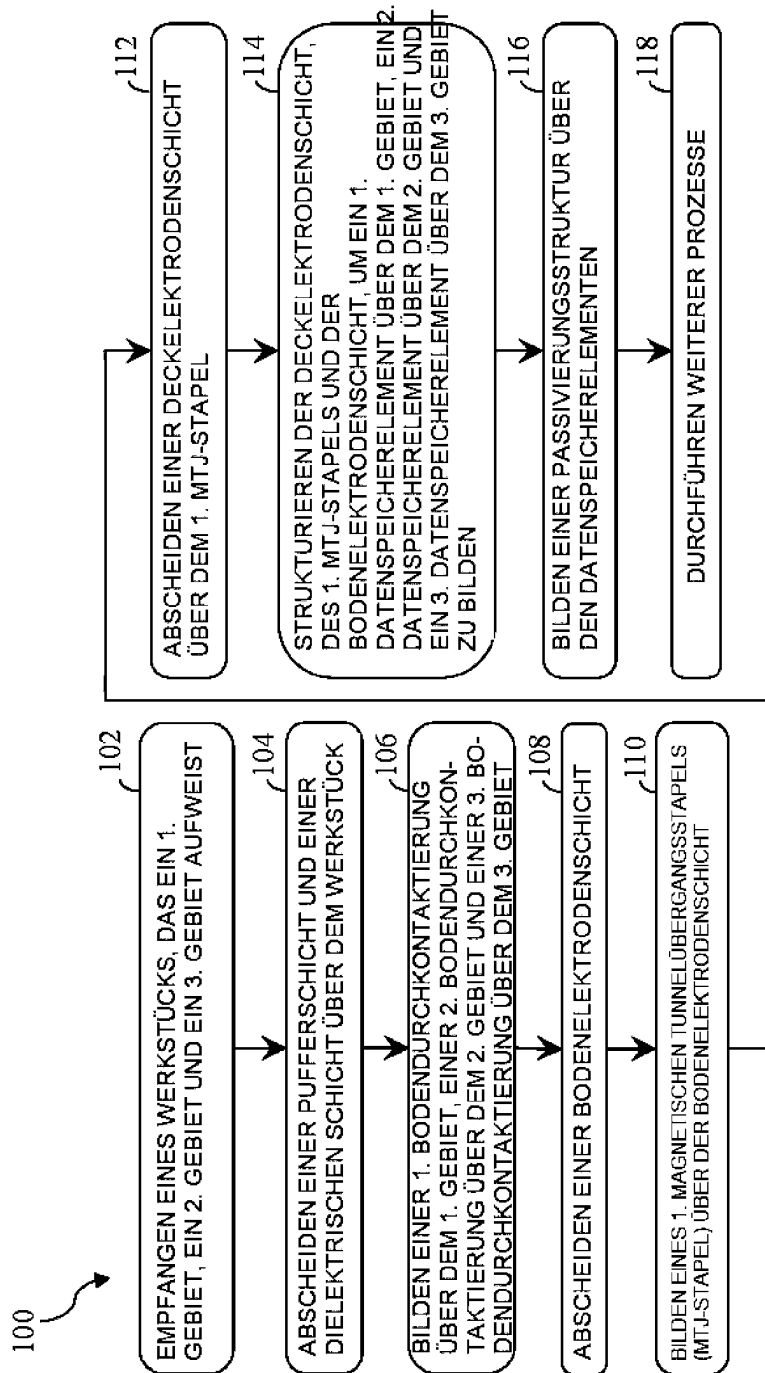 100
102
EMPFANGEN EINES WERKSTÜCKS, DAS EIN 1.
GEBIET, EIN 2. GEBIET UND EIN 3. GEBIET AUFWEIST
104
ABSCHEIDEN EINER PUFFERSCHICHT UND EINER
DIELEKTRISCHEN SCHICHT ÜBER DEM WERKSTÜCK
106
BILDEN EINER 1. BODENDURCHKONTAKTIERUNG
ÜBER DEM 1. GEBIET, EINER 2. BODENDURCHKON-
TAKTIERUNG ÜBER DEM 2. GEBIET UND EINER 3. BO-
DENDURCHKONTAKTIERUNG ÜBER DEM 3. GEBIET
108
ABSCHEIDEN EINER BODENELEKTRODENSCHICHT
110
BILDEN EINES 1. MAGNETISCHEN TUNNELÜBERGANGSSTAPELS
(MTJ-STAPEL) ÜBER DER BODENELEKTRODENSCHICHT
112
ABSCHEIDEN EINER DECKELEKTRODENSCHICHT
ÜBER DEM 1. MTJ-STAPEL
114
STRUKTURIEREN DER DECKELEKTRODENSCHICHT,
DES 1. MTJ-STAPELS UND DER
BODENELEKTRODENSCHICHT, UM EIN 1.
DATENSPEICHERELEMENT ÜBER DEM 1. GEBIET, EIN 2.
DATENSPEICHERELEMENT ÜBER DEM 2. GEBIET UND
EIN 3. DATENSPEICHERELEMENT ÜBER DEM 3. GEBIET
ZU BILDEN
116
BILDEN EINER PASSIVIERUNGSSTRUKTUR ÜBER
DEN DATENSPEICHERELEMENTEN
118
DURCHFÜHREN WEITERER PROZESSE